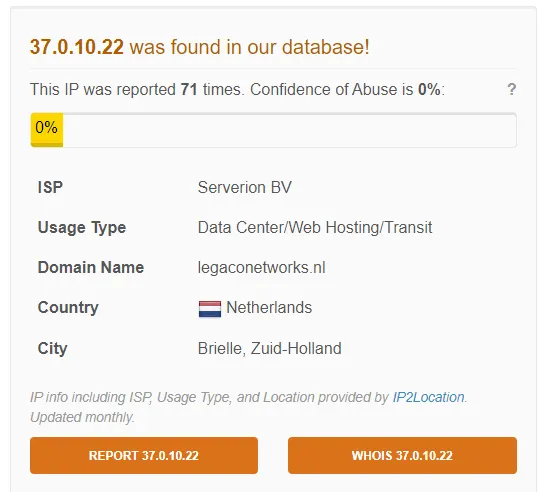 37.0.10.22 was found in our database!
This IP was reported 71 times. Confidence of Abuse is 0%: ?
0%
ISP Serverion BV
Usage Type Data Center/Web Hosting/Transit
Domain Name legaconetworks.nl
Country Netherlands
City Brielle, Zuid-Holland
IP info including ISP, Usage Type, and Location provided by IP2Location.
Updated monthly.
REPORT 37.0.10.22 WHOIS 37.0.10.22